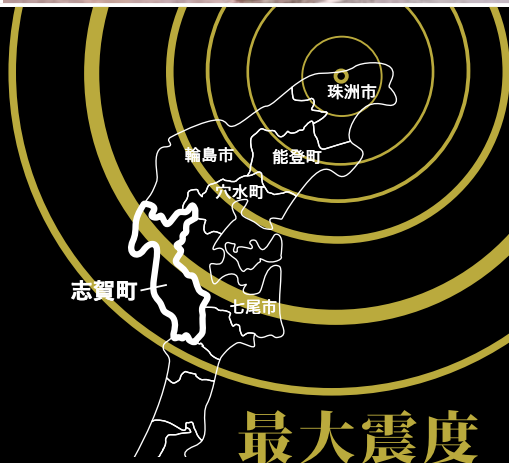 珠洲市
輪島市
能登町
穴水町
志賀町
七尾市
最大震度